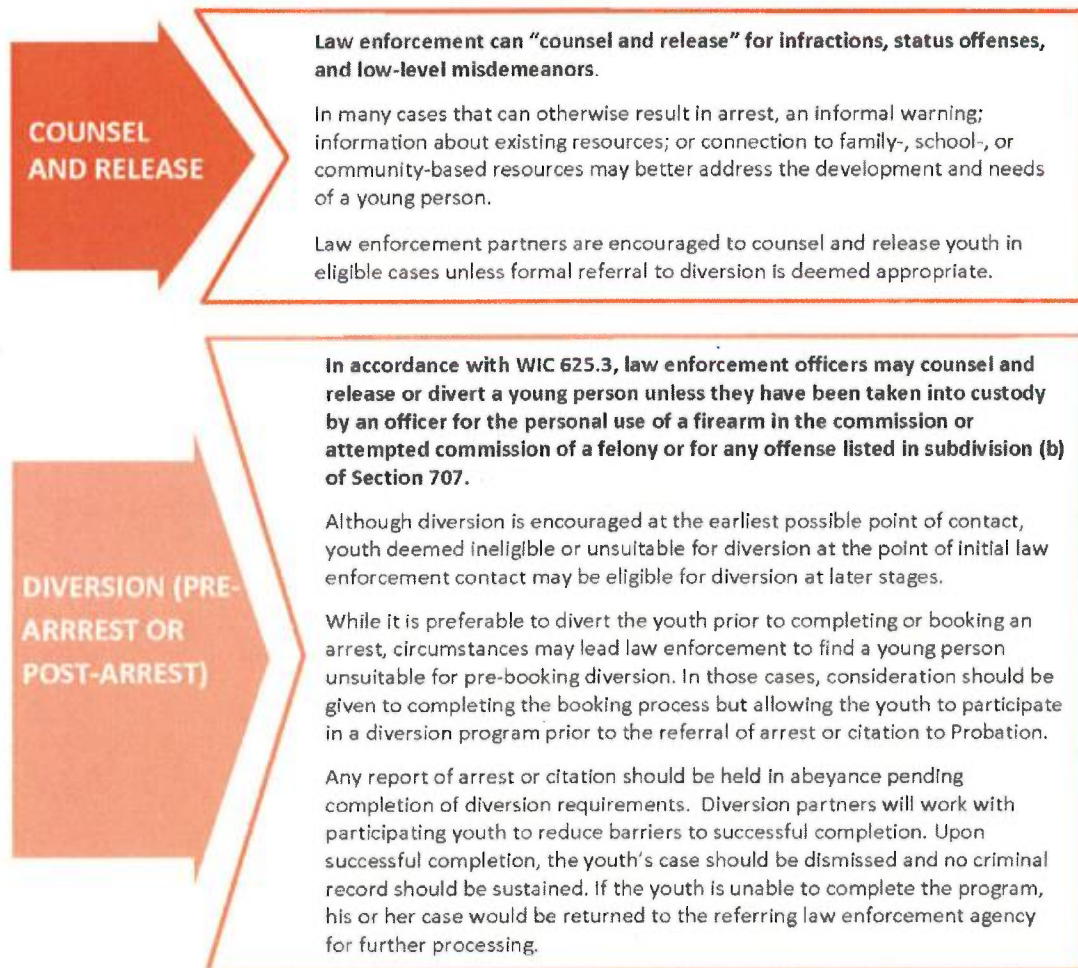 COUNSEL
AND RELEASE
Law enforcement can "counsel and release" for infractions, status offenses,
and low-level misdemeanors.
In many cases that can otherwise result in arrest, an informal warning;
information about existing resources; or connection to family-, school-, or
community-based resources may better address the development and needs
of a young person.
Law enforcement partners are encouraged to counsel and release youth in
eligible cases unless formal referral to diversion is deemed appropriate.
DIVERSION (PRE-
ARRREST OR
POST-ARREST)
In accordance with WIC 625.3, law enforcement officers may counsel and
release or divert a young person unless they have been taken into custody
by an officer for the personal use of a firearm in the commission or
attempted commission of a felony or for any offense listed in subdivision (b)
of Section 707.
Although diversion is encouraged at the earliest possible point of contact,
youth deemed ineligible or unsuitable for diversion at the point of initial law
enforcement contact may be eligible for diversion at later stages.
While it is preferable to divert the youth prior to completing or booking an
arrest, circumstances may lead law enforcement to find a young person
unsuitable for pre-booking diversion. In those cases, consideration should be
given to completing the booking process but allowing the youth to participate
in a diversion program prior to the referral of arrest or citation to Probation.
Any report of arrest or citation should be held in abeyance pending
completion of diversion requirements.  Diversion partners will work with
participating youth to reduce barriers to successful completion. Upon
successful completion, the youth's case should be dismissed and no criminal
record should be sustained. If the youth is unable to complete the program,
his or her case would be returned to the referring law enforcement agency
for further processing.